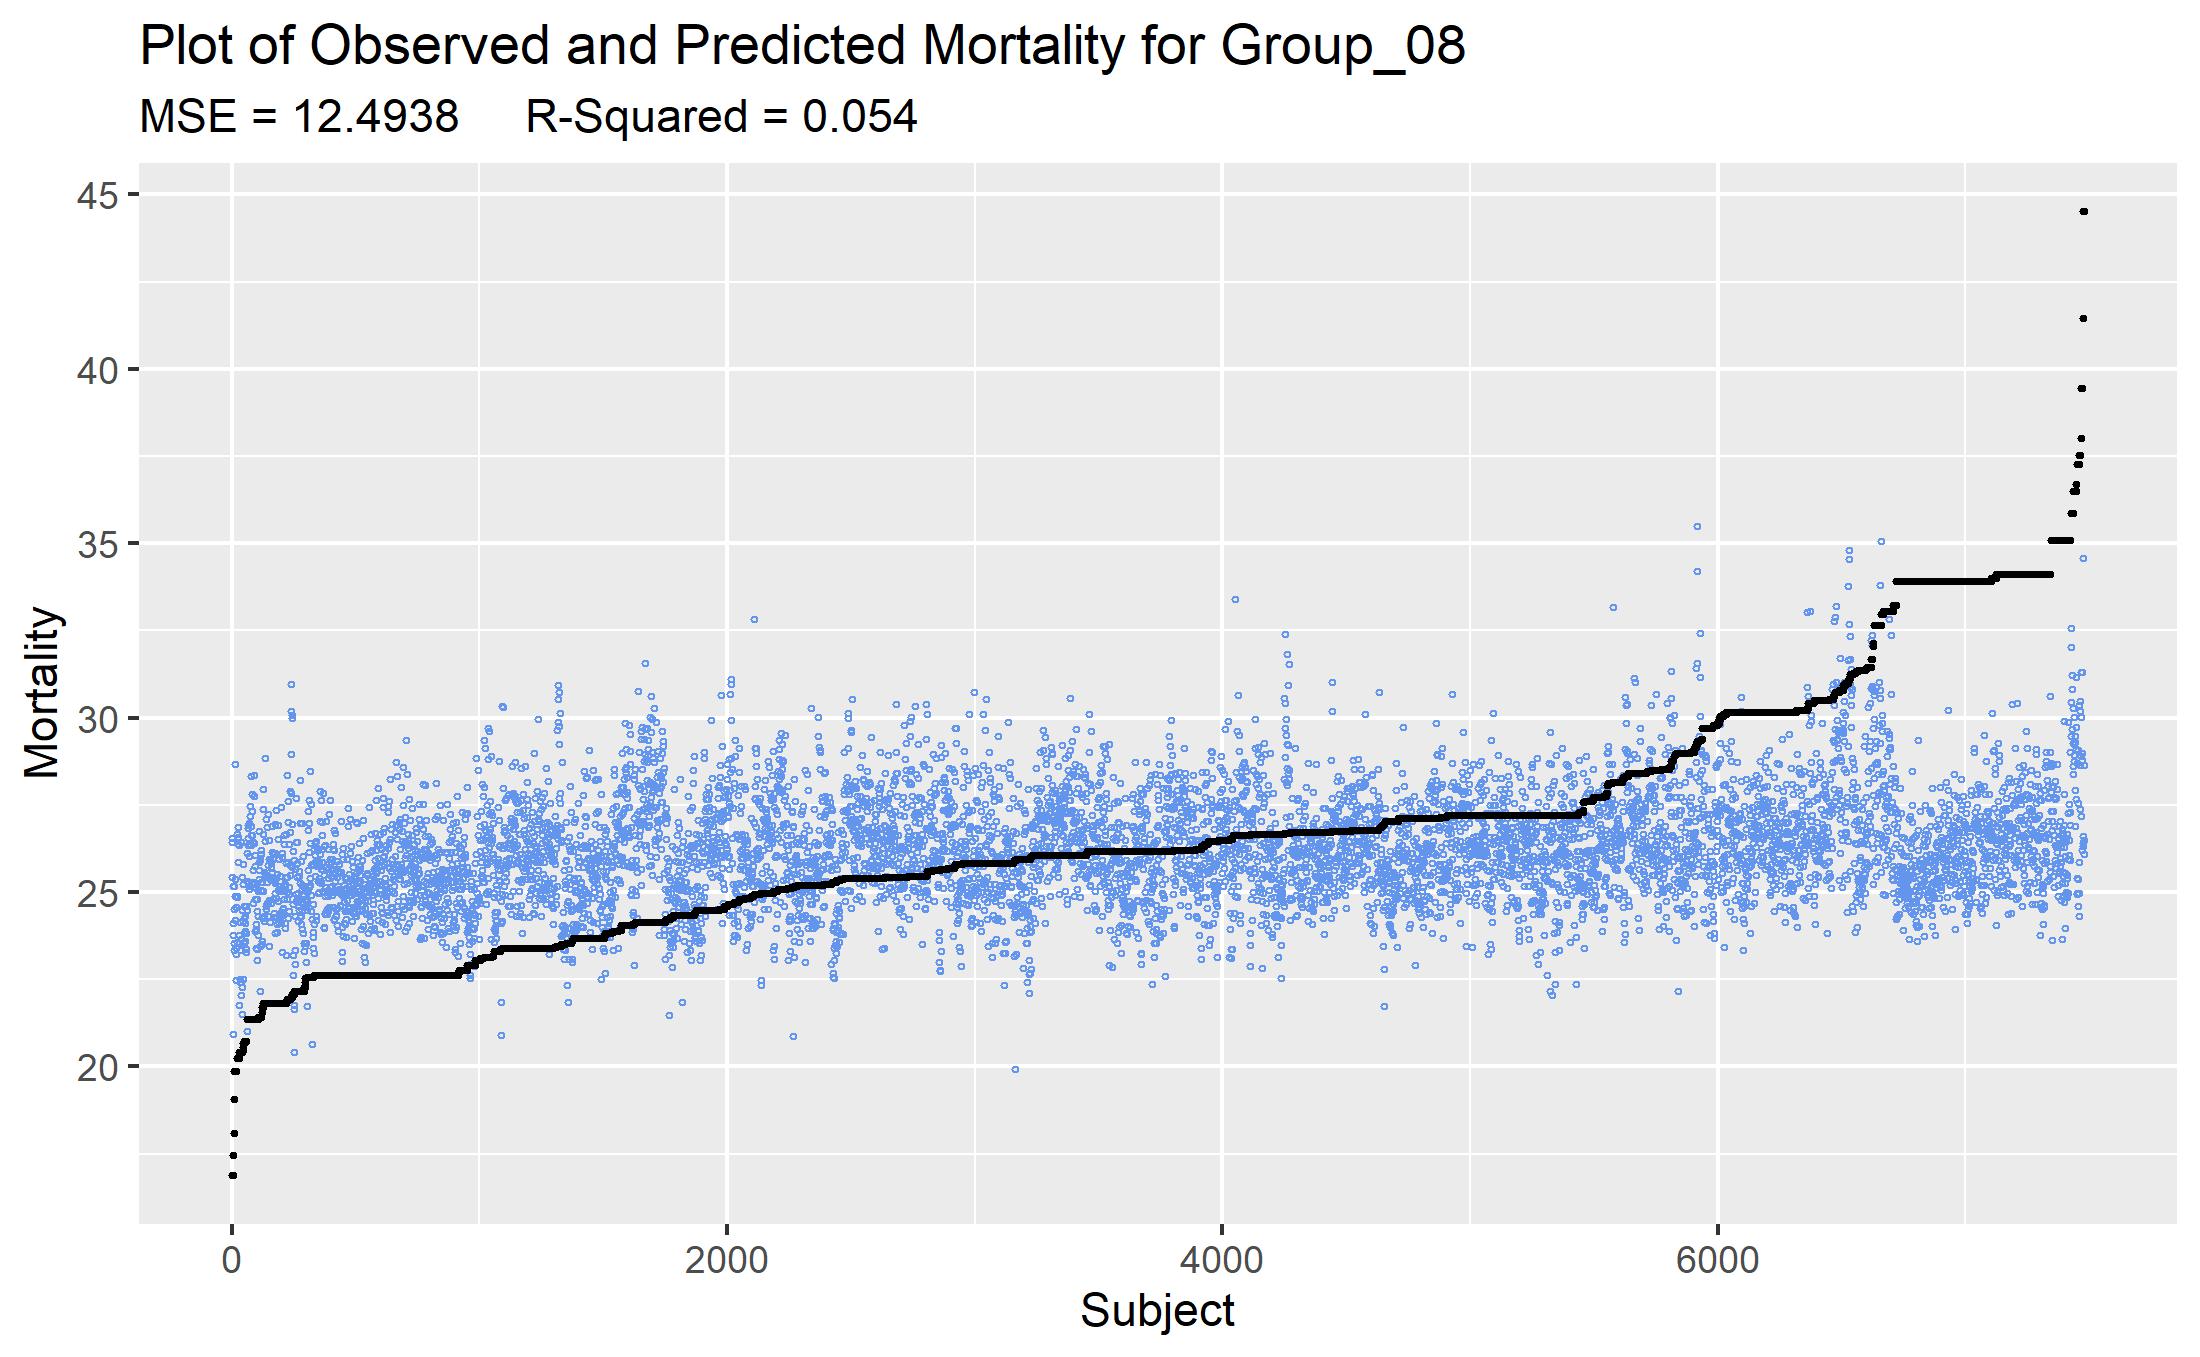 Plot of Observed and Predicted Mortality for Group_08
MSE = 12.4938 R-Squared = 0.054
45
40
35
30
25
20
Mortality
0 2000 4000 6000
Subject